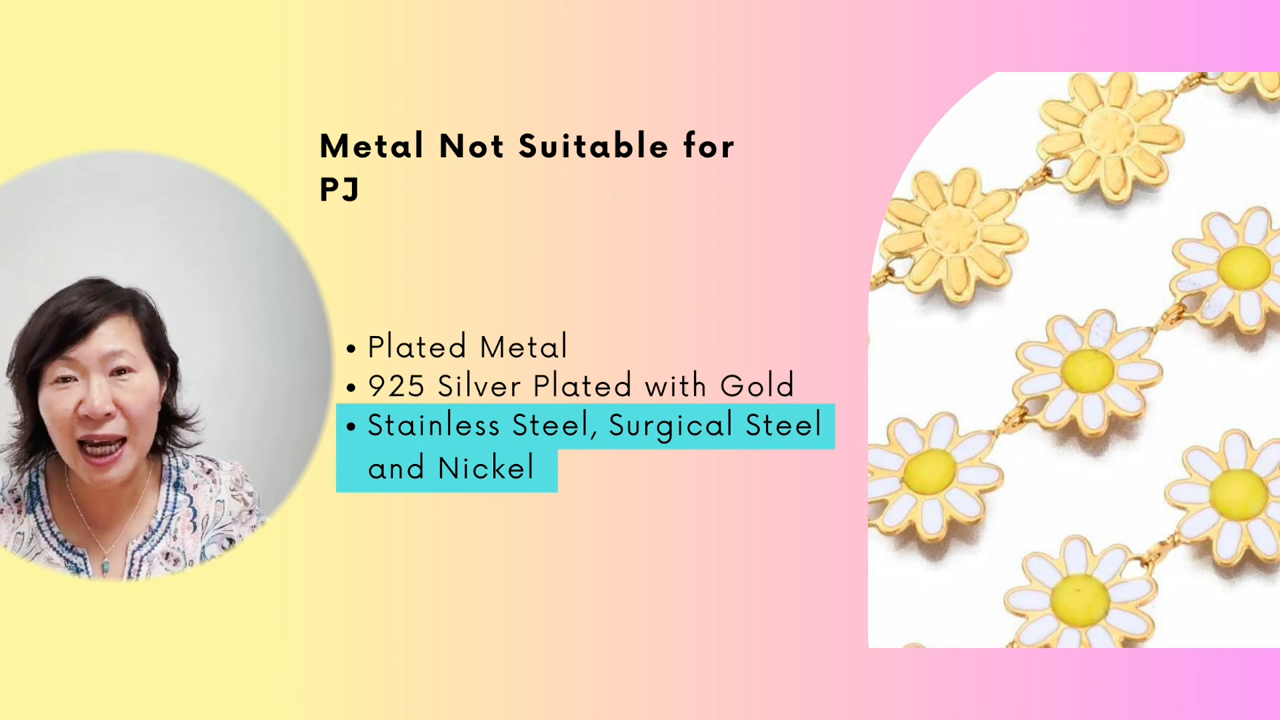 Metal Not Suitable for
PJ
• Plated Metal
• 925 Silver Plated with Gold
• Stainless Steel, Surgical Steel
and Nickel